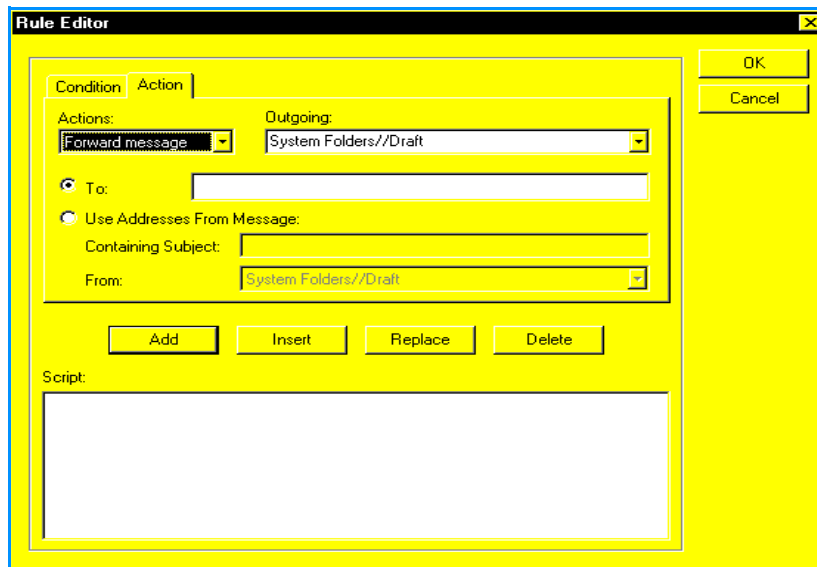 Rule Editor
OK
Cancel
Condition Action
Actions: Outgoing:
Forward message System Folders//Draft
To:
Use Addresses From Message:
Containing Subject:
From: System Folders//Draft
Add Insert Replace Delete
Script: